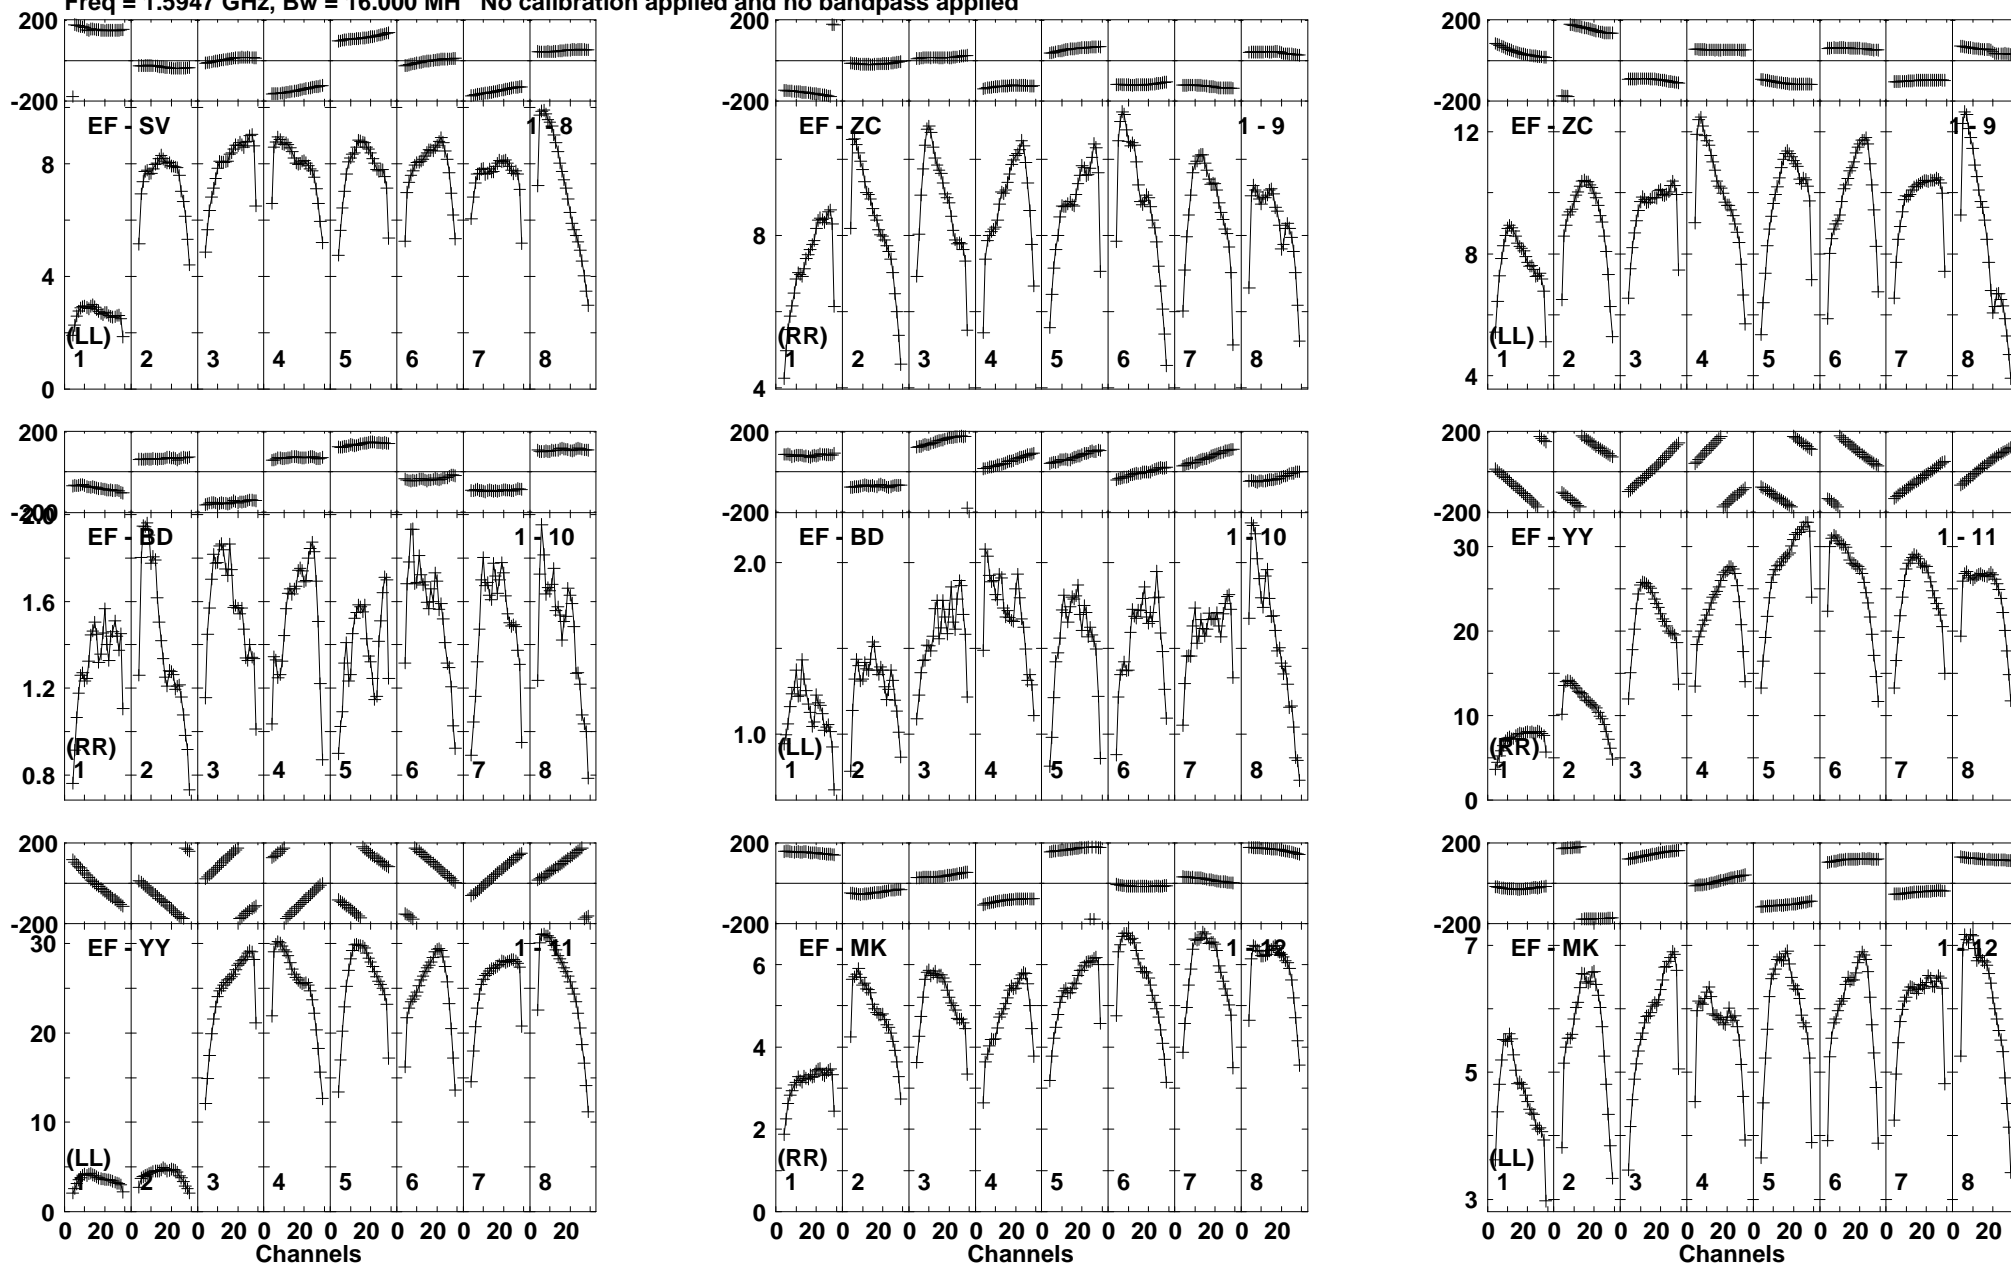 Freq = 1.5947 GHz, Bw = 16.000 MH No calibration applied and no bandpass applied
200
-200
EF - SV
1 - 8
8
4
0
(LL)
1 2 3 4 5 6 7 8
EF - ZC
1 - 9
8
4
(RR)
1 2 3 4 5 6 7 8
200
-200
EF - ZC
1 - 9
12
8
4
(LL)
1 2 3 4 5 6 7 8
200
-200
2.0
EF - BD
1 - 10
1.6
1.2
0.8
(RR)
1 2 3 4 5 6 7 8
200
-200
EF - BD
1 - 10
2.0
1.0
(LL)
1 2 3 4 5 6 7 8
200
-200
EF - YY
1 - 11
30
20
10
0
(RR)
1 2 3 4 5 6 7 8
200
-200
EF - YY
1 - 11
30
20
10
0
(LL)
1 2 3 4 5 6 7 8
0 20 0 20 0 20 0 20 0 20 0 20 0 20 0 20
Channels
200
-200
EF - MK
1 - 12
6
4
2
0
(RR)
1 2 3 4 5 6 7 8
0 20 0 20 0 20 0 20 0 20 0 20 0 20 0 20
Channels
200
-200
EF - MK
1 - 12
7
5
3
(LL)
1 2 3 4 5 6 7 8
0 20 0 20 0 20 0 20 0 20 0 20 0 20 0 20
Channels